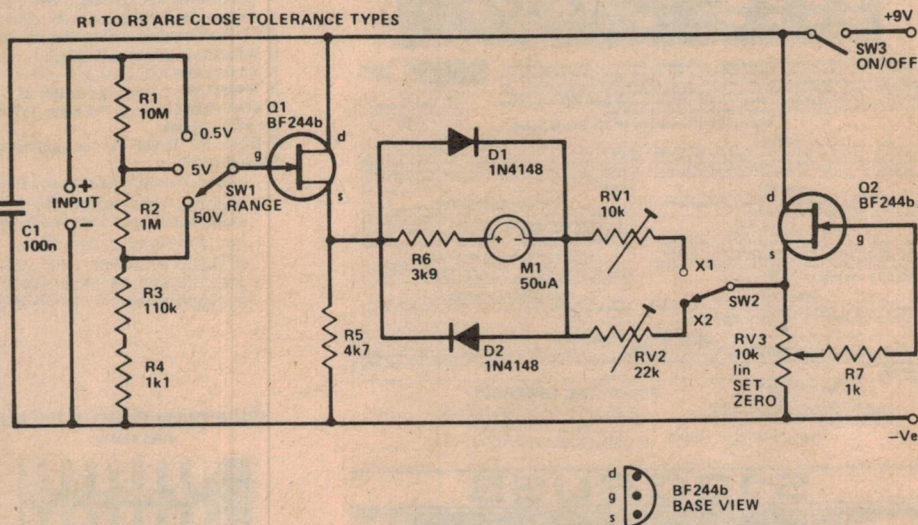 R1 TO R3 ARE CLOSE TOLERANCE TYPES
+9V
SW3
ON/OFF
R1
10M
Q1
BF244b
d
0.5V
g
5V
s
SW1
RANGE
50V
+
INPUT
-
R2
1M
C1
100n
R3
110k
R4
1k1
D1
1N4148
RV1
10k
R6
3k9
+ -
M1
50uA
X1
SW2
X2
R5
4k7
D2
1N4148
RV2
22k
d
Q2
BF244b
g
s
RV3
10k
lin
SET
ZERO
R7
1k
-Ve
d
g
s
BF244b
BASE VIEW